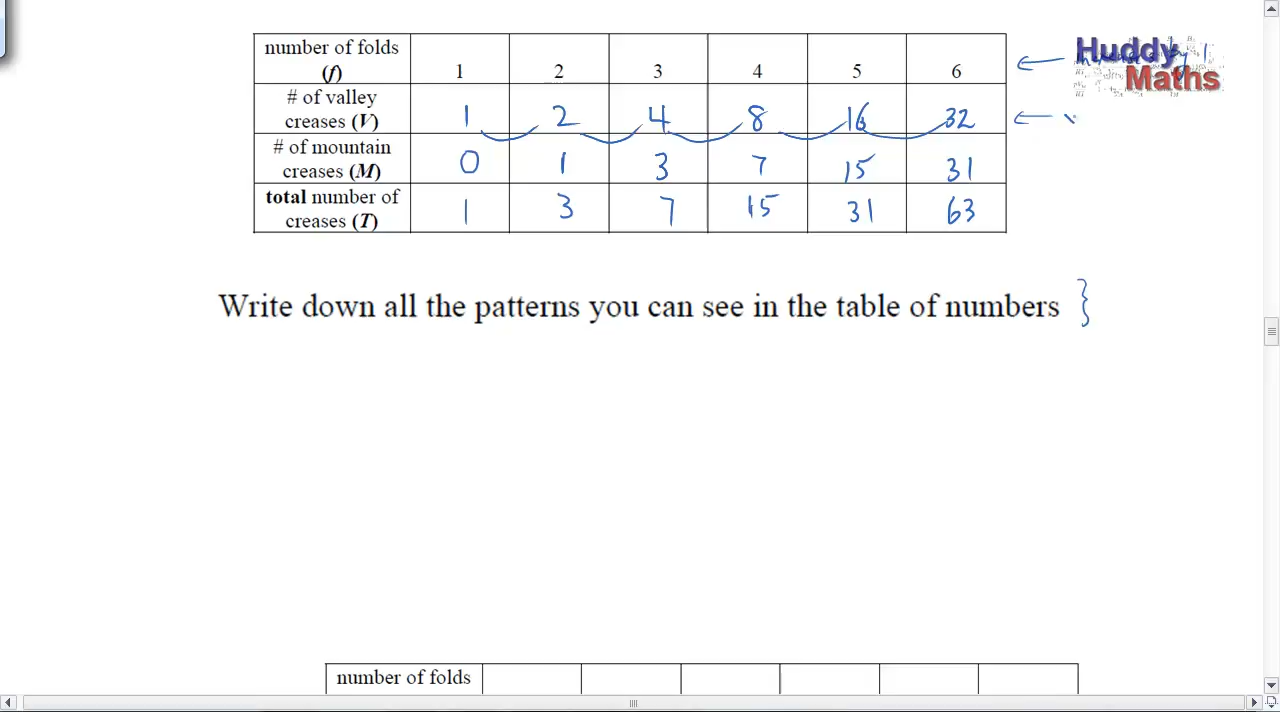 number of folds
(f) 1 2 3 4 5 6
# of valley
creases (V) 1 2 4 8 16 32
# of mountain
creases (M) 0 1 3 7 15 31
total number of
creases (T) 1 3 7 15 31 63
Huddy
Maths
by 1
Write down all the patterns you can see in the table of numbers }
number of folds